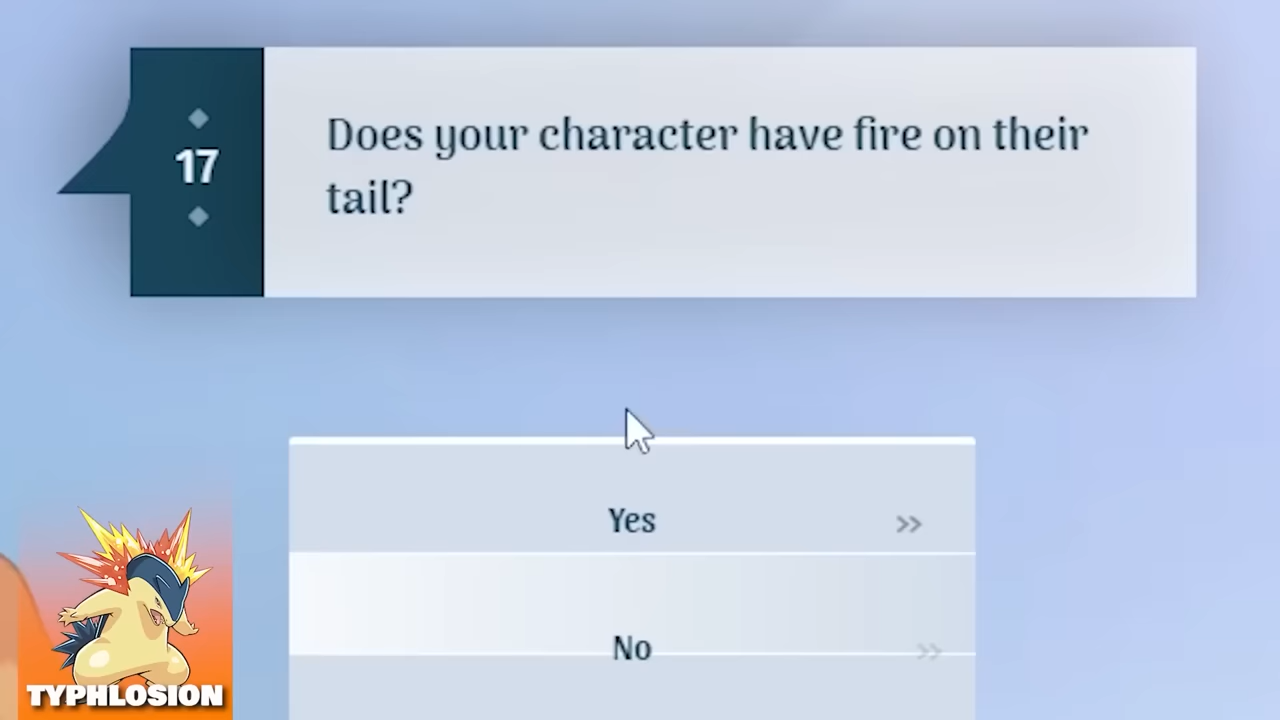 17
Does your character have fire on their
tail?
Yes
No
TYPHLOSION